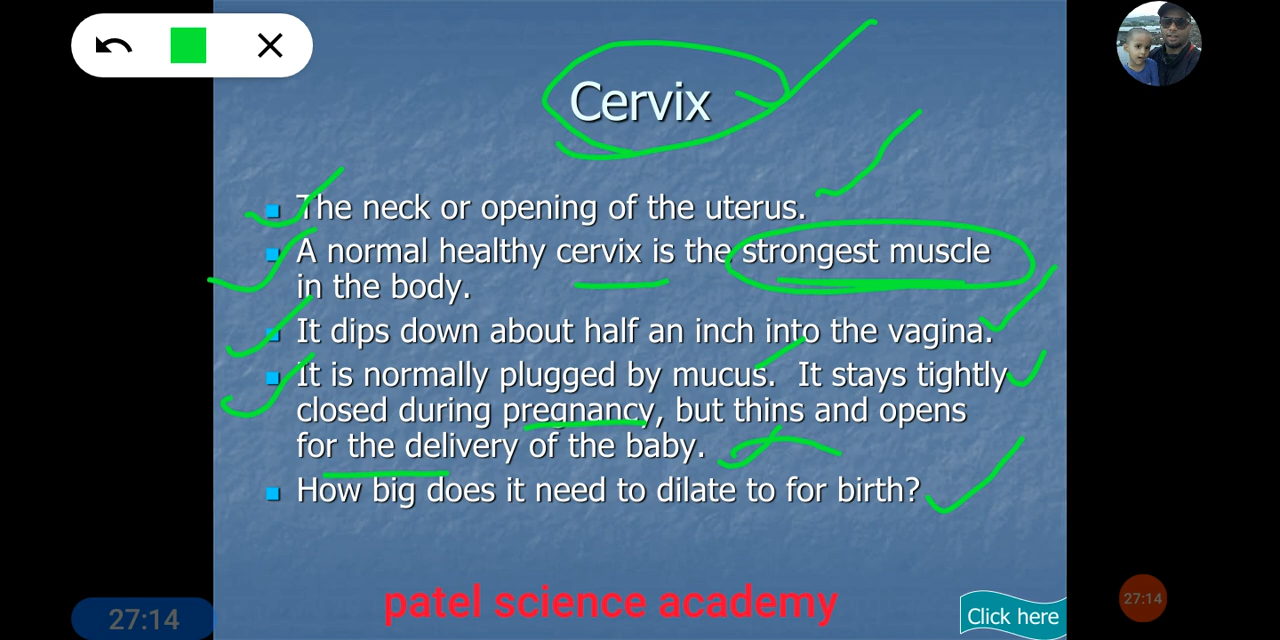 Cervix
The neck or opening of the uterus.
A normal healthy cervix is the strongest muscle
in the body.
It dips down about half an inch into the vagina.
It is normally plugged by mucus. It stays tightly
closed during pregnancy, but thins and opens
for the delivery of the baby.
How big does it need to dilate to for birth?
patel science academy
Click here
27:14
27:14